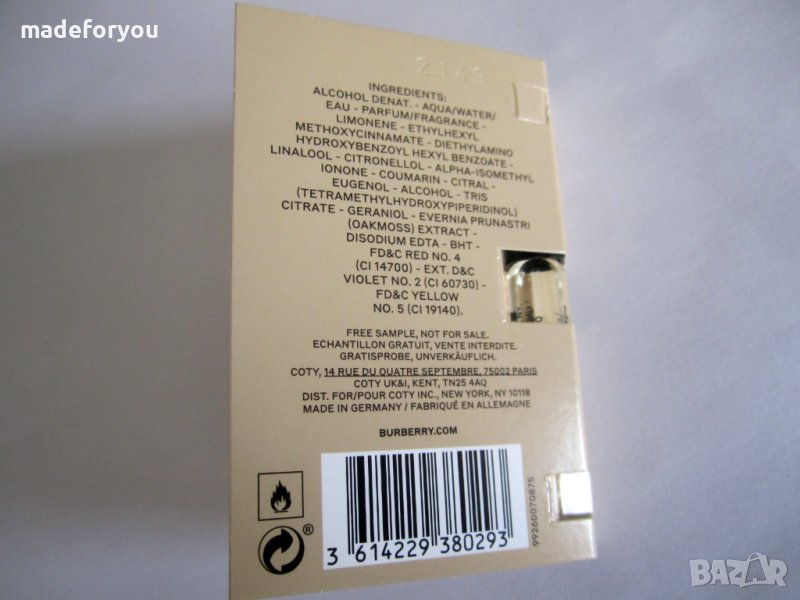 madeforyou
2143
INGREDIENTS:
ALCOHOL DENAT. - AQUA/WATER/
EAU - PARFUM/FRAGRANCE -
LIMONENE - ETHYLHEXYL
METHOXYCINNAMATE - DIETHYLAMINO
HYDROXYBENZOYL HEXYL BENZOATE -
LINALOOL - CITRONELLOL - ALPHA-ISOMETHYL
IONONE - COUMARIN - CITRAL -
EUGENOL - ALCOHOL - TRIS
(TETRAMETHYLHYDROXYPIPERIDINOL)
CITRATE - GERANIOL - EVERNIA PRUNASTRI
(OAKMOSS) EXTRACT -
DISODIUM EDTA - BHT -
FD&C RED NO. 4
(CI 14700) - EXT. D&C
VIOLET NO. 2 (CI 60730) -
FD&C YELLOW
NO. 5 (CI 19140).
FREE SAMPLE, NOT FOR SALE.
ECHANTILLON GRATUIT, VENTE INTERDITE.
GRATISPROBE, UNVERKÄUFLICH.
COTY, 14 RUE DU QUATRE SEPTEMBRE, 75002 PARIS
COTY UK&I, KENT, TN25 4AQ
DIST. FOR/POUR COTY INC., NEW YORK, NY 10118
MADE IN GERMANY / FABRIQUÉ EN ALLEMAGNE
BURBERRY.COM
®
3 614229 380293
99260070875
BAZAR